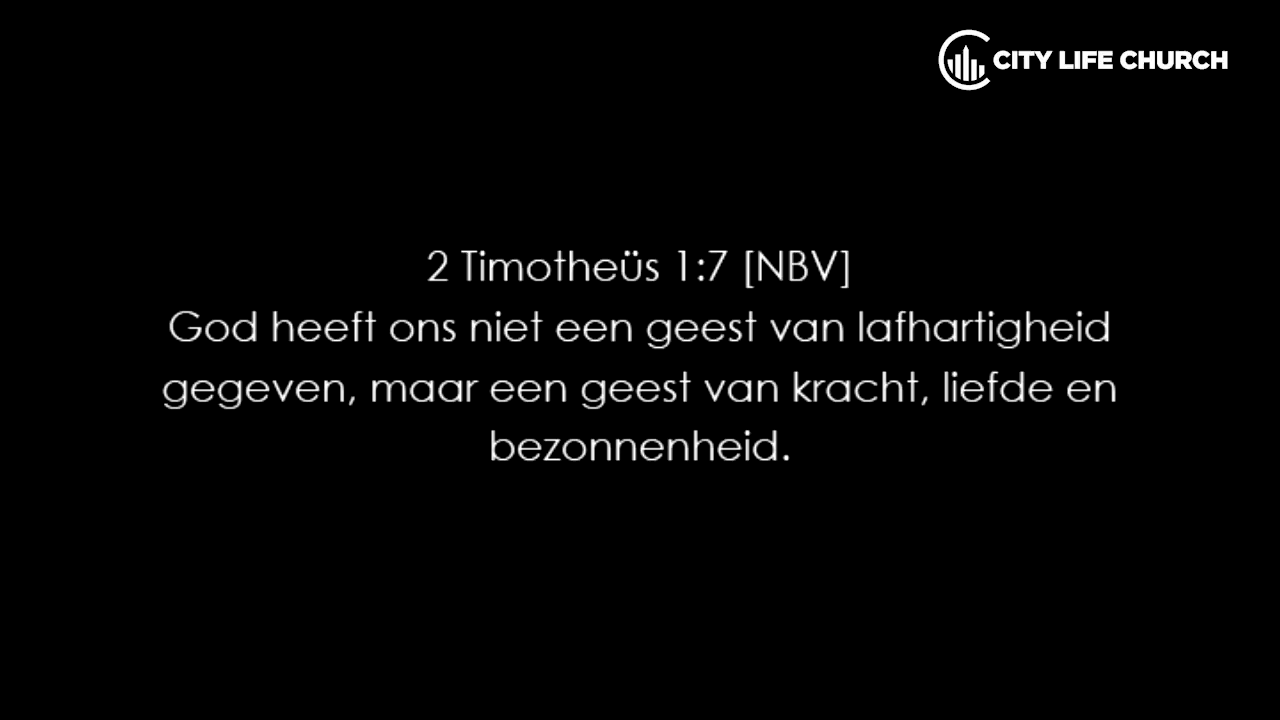 CITY LIFE CHURCH
2 Timotheüs 1:7 [NBV]
God heeft ons niet een geest van lafhartigheid
gegeven, maar een geest van kracht, liefde en
bezonnenheid.